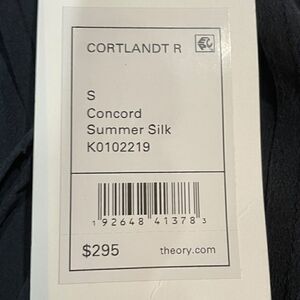 CORTLANDT R
S
Concord
Summer Silk
K0102219
1 92648 41378 3
$295
theory.com